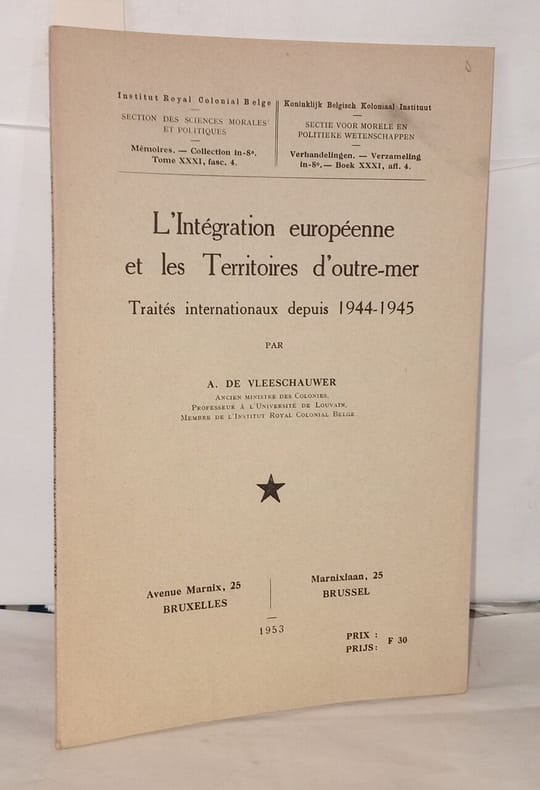 Institut Royal Colonial Belge
SECTION DES SCIENCES MORALES
ET POLITIQUES
Mémoires. — Collection in-8º.
Tome XXXI, fasc. 4.
Koninklijk Belgisch Koloniaal Instituut
SECTIE VOOR MORELE EN
POLITIEKE WETENSCHAPPEN
Verhandelingen. — Verzameling
in-8º. — Boek XXXI, afl. 4.
L'Intégration européenne
et les Territoires d'outre-mer
Traités internationaux depuis 1944-1945
PAR
A. DE VLEESCHAUWER
ANCIEN MINISTRE DES COLONIES,
PROFESSEUR À L'UNIVERSITÉ DE LOUVAIN,
MEMBRE DE L'INSTITUT ROYAL COLONIAL BELGE
Avenue Marnix, 25
BRUXELLES
Marnixlaan, 25
BRUSSEL
1953
PRIX :
PRIJS: F 30